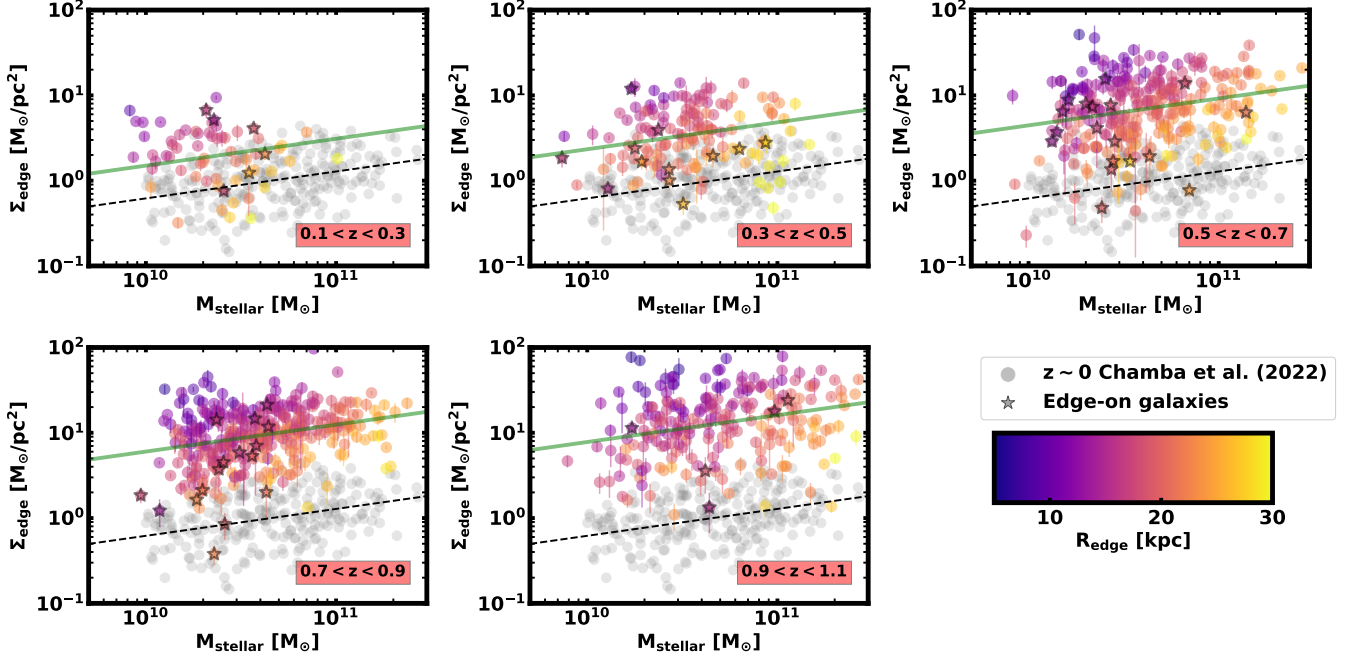 10² 10² 10²
10¹ 10¹ 10¹
10⁰ 10⁰ 10⁰
10⁻¹ 10⁻¹ 10⁻¹
Σedge [M⊙/pc²] Σedge [M⊙/pc²] Σedge [M⊙/pc²]
0.1 < z < 0.3 0.3 < z < 0.5 0.5 < z < 0.7
10¹⁰ 10¹¹ 10¹⁰ 10¹¹ 10¹⁰ 10¹¹
Mstellar [M⊙] Mstellar [M⊙] Mstellar [M⊙]
10² 10²
10¹ 10¹
10⁰ 10⁰
10⁻¹ 10⁻¹
Σedge [M⊙/pc²] Σedge [M⊙/pc²]
0.7 < z < 0.9 0.9 < z < 1.1
10¹⁰ 10¹¹ 10¹⁰ 10¹¹
Mstellar [M⊙] Mstellar [M⊙]
z ~ 0 Chamba et al. (2022)
Edge-on galaxies
10 20 30
Redge [kpc]